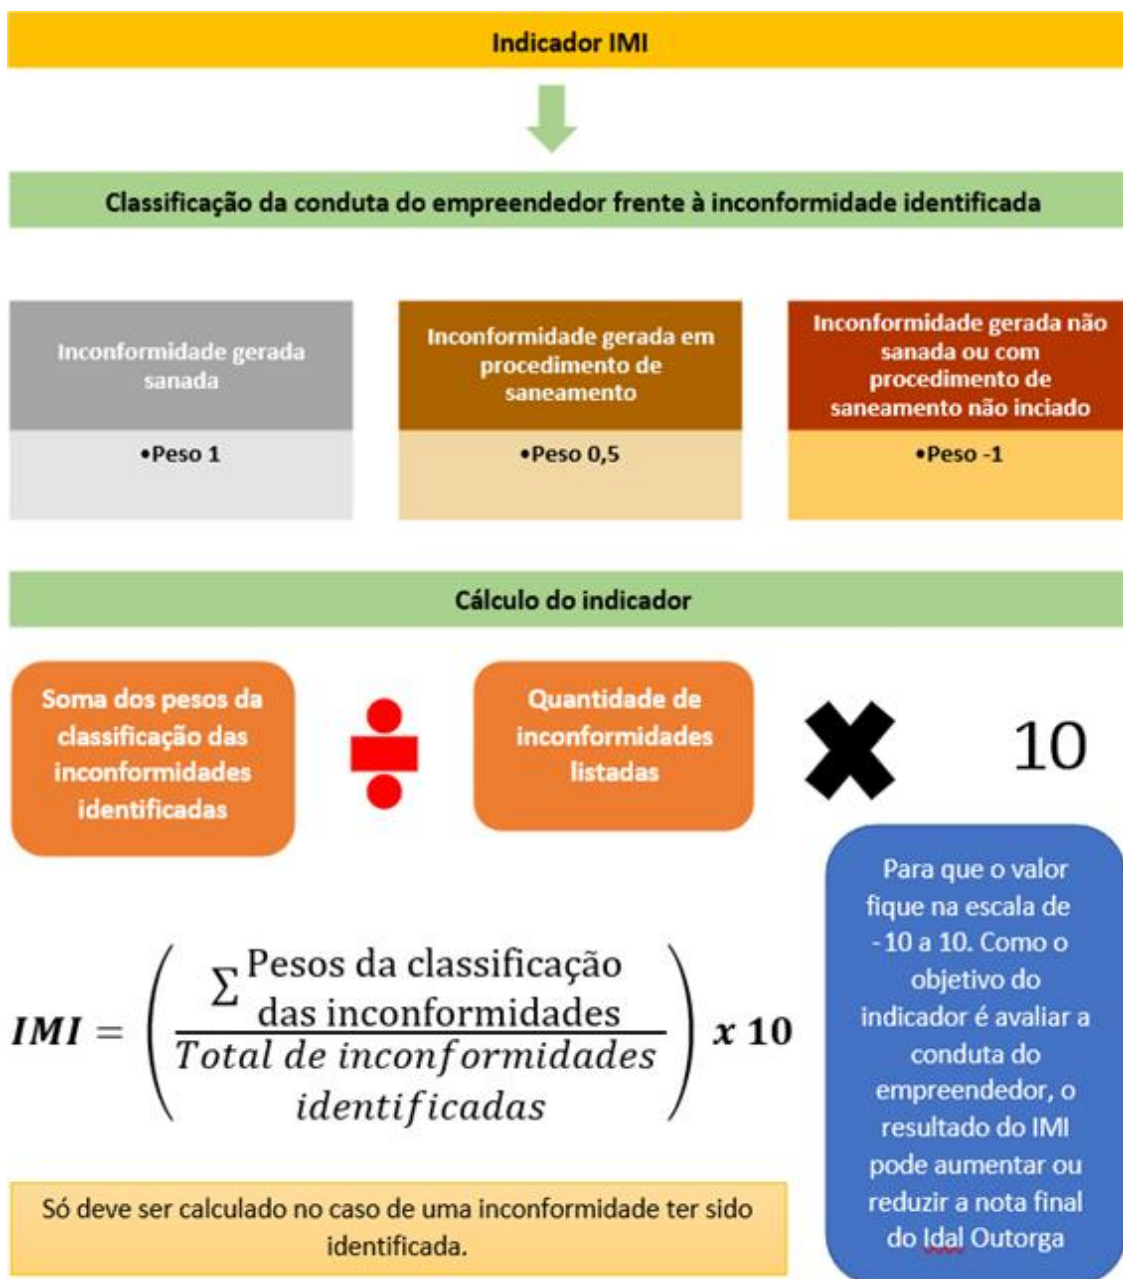 Indicador IMI
Classificação da conduta do empreendedor frente à inconformidade identificada
Inconformidade gerada
sanada
•Peso 1
Inconformidade gerada em
procedimento de
saneamento
•Peso 0,5
Inconformidade gerada não
sanada ou com
procedimento de
saneamento não inciado
•Peso -1
Cálculo do indicador
Soma dos pesos da
classificação das
inconformidades
identificadas
÷
Quantidade de
inconformidades
listadas
✖
10
IMI = ( ∑ Pesos da classificação
das inconformidades
Total de inconformidades
identificadas ) x 10
Para que o valor
fique na escala de
-10 a 10. Como o
objetivo do
indicador é avaliar a
conduta do
empreendedor, o
resultado do IMI
pode aumentar ou
reduzir a nota final
do Idal Outorga
Só deve ser calculado no caso de uma inconformidade ter sido
identificada.